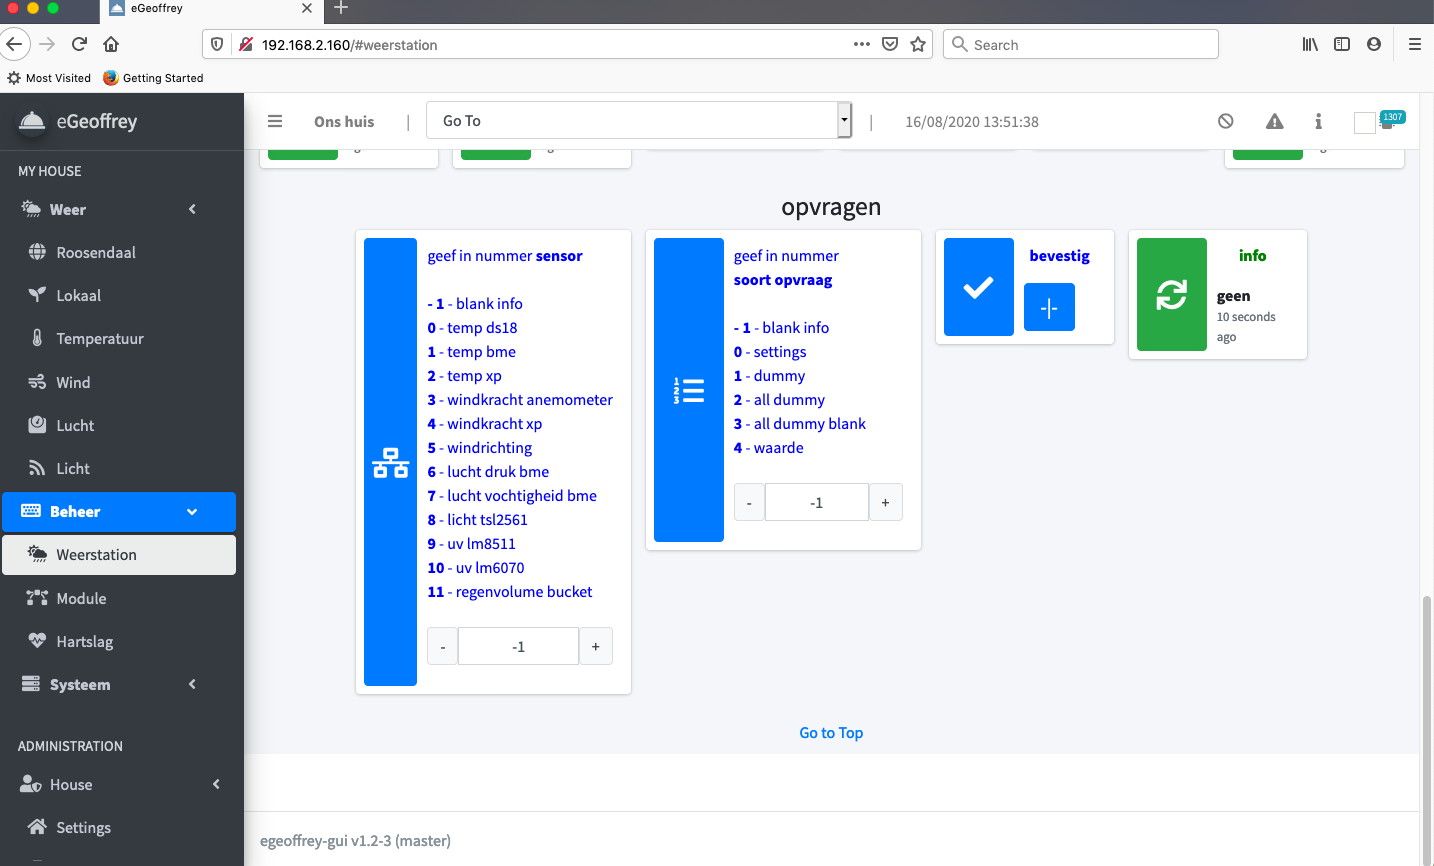 eGeoffrey
192.168.2.160/#weerstation
Search
Most Visited
Getting Started
eGeoffrey
MY HOUSE
Weer
Roosendaal
Lokaal
Temperatuur
Wind
Lucht
Licht
Beheer
Weerstation
Module
Hartslag
Systeem
ADMINISTRATION
House
Settings
Ons huis | Go To | 16/08/2020 13:51:38
1307
opvragen
geef in nummer sensor
- 1 - blank info
0 - temp ds18
1 - temp bme
2 - temp xp
3 - windkracht anemometer
4 - windkracht xp
5 - windrichting
6 - lucht druk bme
7 - lucht vochtigheid bme
8 - licht tsl2561
9 - uv lm8511
10 - uv lm6070
11 - regenvolume bucket
- -1 +
geef in nummer
soort opvraag
- 1 - blank info
0 - settings
1 - dummy
2 - all dummy
3 - all dummy blank
4 - waarde
- -1 +
bevestig
info
geen
10 seconds
ago
Go to Top
egeoffrey-gui v1.2-3 (master)